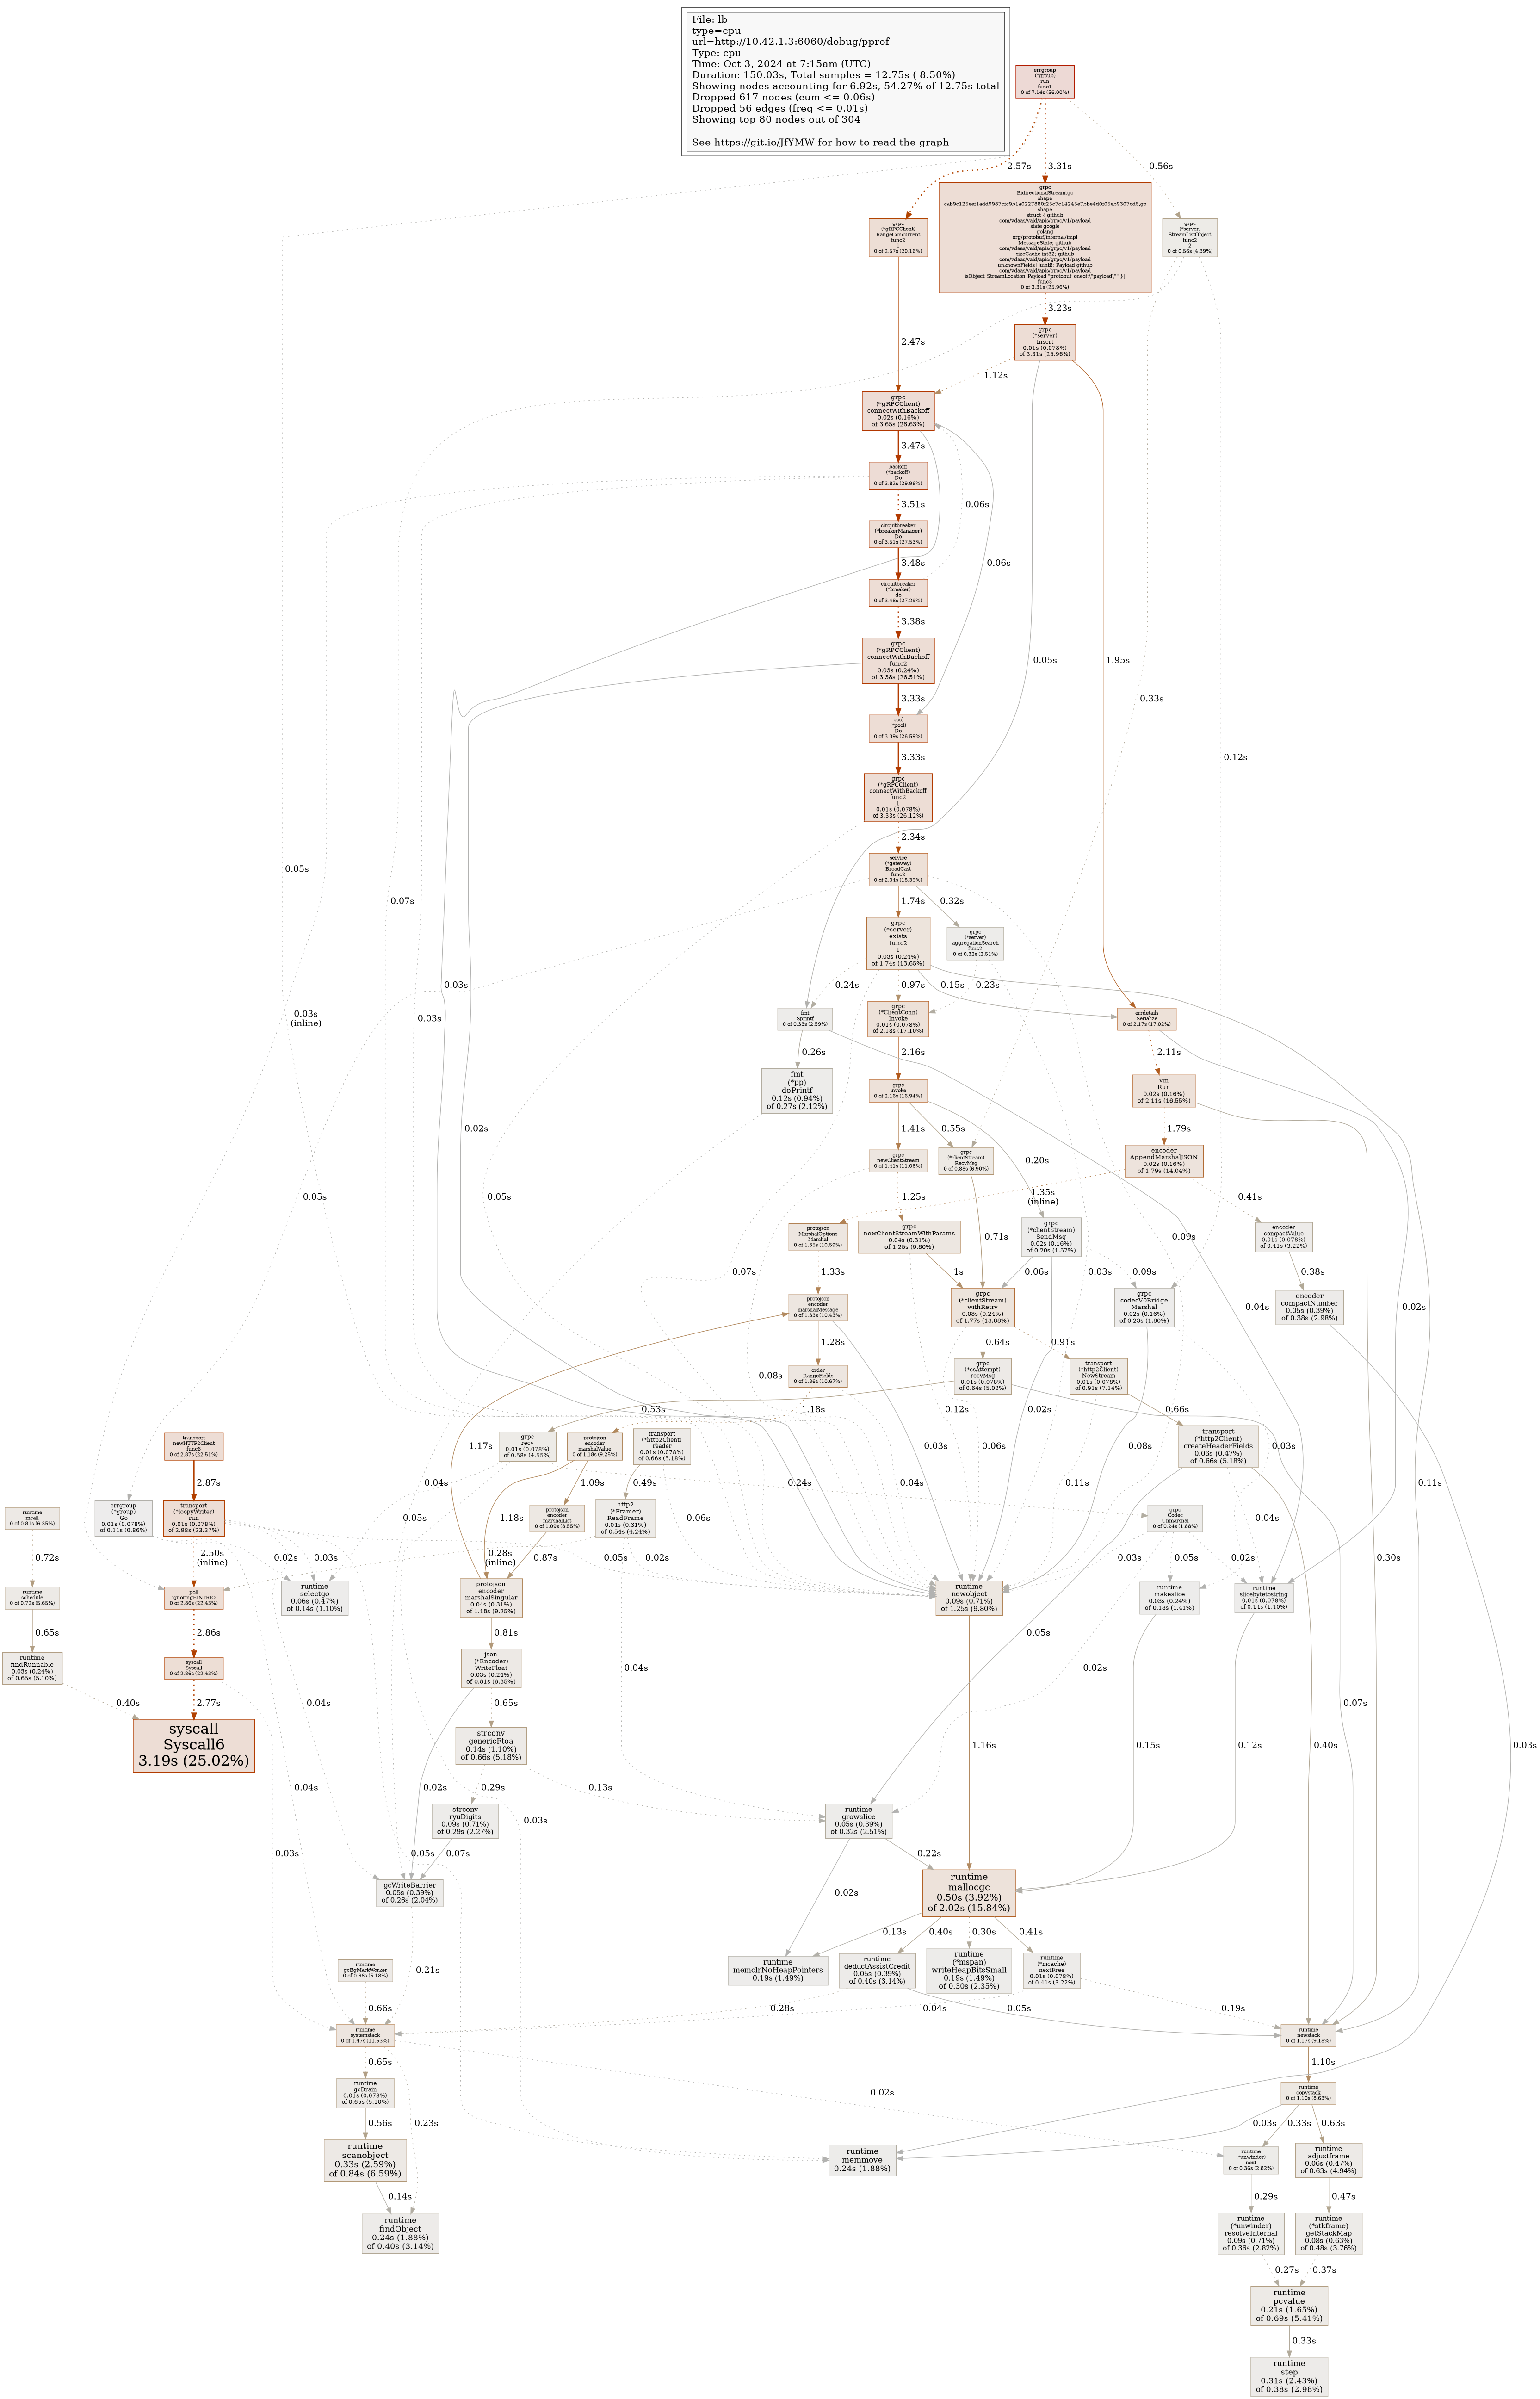 File: lb
type=cpu
url=http://10.42.1.3:6060/debug/pprof
Type: cpu
Time: Oct 3, 2024 at 7:15am (UTC)
Duration: 150.03s, Total samples = 12.75s ( 8.50%)
Showing nodes accounting for 6.92s, 54.27% of 12.75s total
Dropped 617 nodes (cum <= 0.06s)
Dropped 56 edges (freq <= 0.01s)
Showing top 80 nodes out of 304
See https://git.io/JfYMW for how to read the graph
errgroup
(*group)
run
func1
0 of 7.14s (56.00%)
2.57s
3.31s
0.56s
grpc
(*gRPCClient)
RangeConcurrent
func2
1
0 of 2.57s (20.16%)
grpc
BidirectionalStream[go
shape
shape
struct { github
com/vdaas/vald/apis/grpc/v1/payload
state google
golang
org/protobuf/internal/impl
MessageState; github
com/vdaas/vald/apis/grpc/v1/payload
sizeCache int32; github
com/vdaas/vald/apis/grpc/v1/payload
unknownFields []uint8; Payload github
com/vdaas/vald/apis/grpc/v1/payload
isObject_StreamLocation_Payload "protobuf_oneof:\"payload\"" }]
func3
0 of 3.31s (25.96%)
grpc
(*server)
StreamListObject
func2
2
0 of 0.56s (4.39%)
3.23s
grpc
(*server)
Insert
0.01s (0.078%)
of 3.31s (25.96%)
2.47s
1.12s
grpc
(*gRPCClient)
connectWithBackoff
0.02s (0.16%)
of 3.65s (28.63%)
3.47s
backoff
(*backoff)
Do
0 of 3.82s (29.96%)
3.51s
0.06s
circuitbreaker
(*breakerManager)
Do
0 of 3.51s (27.53%)
3.48s
0.06s
circuitbreaker
(*breaker)
do
0 of 3.48s (27.29%)
3.38s
grpc
(*gRPCClient)
connectWithBackoff
func2
0.03s (0.24%)
of 3.38s (26.51%)
0.05s
1.95s
3.33s
0.33s
pool
(*pool)
Do
0 of 3.39s (26.59%)
3.33s
0.12s
grpc
(*gRPCClient)
connectWithBackoff
func2
1
0.01s (0.078%)
of 3.33s (26.12%)
2.34s
0.05s
service
(*gateway)
BroadCast
func2
0 of 2.34s (18.35%)
0.07s
1.74s
0.32s
grpc
(*server)
exists
func2
1
0.03s (0.24%)
of 1.74s (13.65%)
grpc
(*server)
aggregationSearch
func2
0 of 0.32s (2.51%)
0.03s
0.24s
0.97s
0.15s
0.23s
0.03s
(inline)
0.03s
fmt
Sprintf
0 of 0.33s (2.59%)
grpc
(*ClientConn)
Invoke
0.01s (0.078%)
of 2.18s (17.10%)
errdetails
Serialize
0 of 2.17s (17.02%)
0.26s
2.16s
2.11s
fmt
(*pp)
doPrintf
0.12s (0.94%)
of 0.27s (2.12%)
grpc
invoke
0 of 2.16s (16.94%)
vm
Run
0.02s (0.16%)
of 2.11s (16.55%)
0.02s
1.41s
0.55s
1.79s
grpc
newClientStream
0 of 1.41s (11.06%)
grpc
(*clientStream)
RecvMsg
0 of 0.88s (6.90%)
0.20s
encoder
AppendMarshalJSON
0.02s (0.16%)
of 1.79s (14.04%)
0.05s
0.05s
1.25s
1.35s
(inline)
0.41s
0.09s
0.02s
protojson
MarshalOptions
Marshal
0 of 1.35s (10.59%)
grpc
newClientStreamWithParams
0.04s (0.31%)
of 1.25s (9.80%)
0.71s
grpc
(*clientStream)
SendMsg
0.02s (0.16%)
of 0.20s (1.57%)
encoder
compactValue
0.01s (0.078%)
of 0.41s (3.22%)
0.07s
1.33s
1s
0.06s
0.03s
0.09s
0.04s
0.38s
protojson
encoder
marshalMessage
0 of 1.33s (10.43%)
grpc
(*clientStream)
withRetry
0.03s (0.24%)
of 1.77s (13.88%)
grpc
codecV0Bridge
Marshal
0.02s (0.16%)
of 0.23s (1.80%)
encoder
compactNumber
0.05s (0.39%)
of 0.38s (2.98%)
1.28s
0.64s
0.91s
0.08s
order
RangeFields
0 of 1.36s (10.67%)
grpc
(*csAttempt)
recvMsg
0.01s (0.078%)
of 0.64s (5.02%)
transport
(*http2Client)
NewStream
0.01s (0.078%)
of 0.91s (7.14%)
0.53s
1.18s
0.12s
0.02s
0.66s
1.17s
transport
newHTTP2Client
func6
0 of 2.87s (22.51%)
grpc
recv
0.01s (0.078%)
of 0.58s (4.55%)
protojson
encoder
marshalValue
0 of 1.18s (9.25%)
transport
(*http2Client)
reader
0.01s (0.078%)
of 0.66s (5.18%)
0.03s
0.06s
0.08s
transport
(*http2Client)
createHeaderFields
0.06s (0.47%)
of 0.66s (5.18%)
0.03s
2.87s
0.04s
1.09s
0.49s
0.24s
0.04s
0.11s
0.11s
runtime
mcall
0 of 0.81s (6.35%)
errgroup
(*group)
Go
0.01s (0.078%)
of 0.11s (0.86%)
transport
(*loopyWriter)
run
0.01s (0.078%)
of 2.98s (23.37%)
0.05s
1.18s
protojson
encoder
marshalList
0 of 1.09s (8.55%)
http2
(*Framer)
ReadFrame
0.04s (0.31%)
of 0.54s (4.24%)
0.06s
grpc
Codec
Unmarshal
0 of 0.24s (1.88%)
0.04s
0.72s
2.50s
(inline)
0.02s
0.03s
0.28s
(inline)
0.87s
0.02s
0.05s
0.03s
0.05s
0.02s
0.30s
runtime
schedule
0 of 0.72s (5.65%)
poll
ignoringEINTRIO
0 of 2.86s (22.43%)
runtime
selectgo
0.06s (0.47%)
of 0.14s (1.10%)
protojson
encoder
marshalSingular
0.04s (0.31%)
of 1.18s (9.25%)
runtime
newobject
0.09s (0.71%)
of 1.25s (9.80%)
runtime
makeslice
0.03s (0.24%)
of 0.18s (1.41%)
runtime
slicebytetostring
0.01s (0.078%)
of 0.14s (1.10%)
0.65s
2.86s
0.81s
0.05s
runtime
findRunnable
0.03s (0.24%)
of 0.65s (5.10%)
syscall
Syscall
0 of 2.86s (22.43%)
json
(*Encoder)
WriteFloat
0.03s (0.24%)
of 0.81s (6.35%)
0.04s
0.02s
0.40s
2.77s
0.04s
0.65s
0.07s
syscall
Syscall6
3.19s (25.02%)
strconv
genericFtoa
0.14s (1.10%)
of 0.66s (5.18%)
1.16s
0.15s
0.12s
0.40s
0.03s
0.04s
0.02s
0.29s
0.13s
strconv
ryuDigits
0.09s (0.71%)
of 0.29s (2.27%)
0.03s
runtime
growslice
0.05s (0.39%)
of 0.32s (2.51%)
0.03s
0.05s
0.07s
0.22s
gcWriteBarrier
0.05s (0.39%)
of 0.26s (2.04%)
0.02s
runtime
mallocgc
0.50s (3.92%)
of 2.02s (15.84%)
0.13s
0.40s
0.30s
0.41s
runtime
gcBgMarkWorker
0 of 0.66s (5.18%)
0.21s
runtime
memclrNoHeapPointers
0.19s (1.49%)
runtime
deductAssistCredit
0.05s (0.39%)
of 0.40s (3.14%)
runtime
(*mspan)
writeHeapBitsSmall
0.19s (1.49%)
of 0.30s (2.35%)
runtime
(*mcache)
nextFree
0.01s (0.078%)
of 0.41s (3.22%)
0.66s
0.28s
0.04s
0.05s
0.19s
runtime
systemstack
0 of 1.47s (11.53%)
runtime
newstack
0 of 1.17s (9.18%)
0.65s
1.10s
runtime
gcDrain
0.01s (0.078%)
of 0.65s (5.10%)
0.02s
runtime
copystack
0 of 1.10s (8.63%)
0.56s
0.23s
0.03s
0.33s
0.63s
runtime
scanobject
0.33s (2.59%)
of 0.84s (6.59%)
runtime
memmove
0.24s (1.88%)
runtime
(*unwinder)
next
0 of 0.36s (2.82%)
runtime
adjustframe
0.06s (0.47%)
of 0.63s (4.94%)
0.14s
0.29s
0.47s
runtime
findObject
0.24s (1.88%)
of 0.40s (3.14%)
runtime
(*unwinder)
resolveInternal
0.09s (0.71%)
of 0.36s (2.82%)
runtime
(*stkframe)
getStackMap
0.08s (0.63%)
of 0.48s (3.76%)
0.27s
0.37s
runtime
pcvalue
0.21s (1.65%)
of 0.69s (5.41%)
0.33s
runtime
step
0.31s (2.43%)
of 0.38s (2.98%)